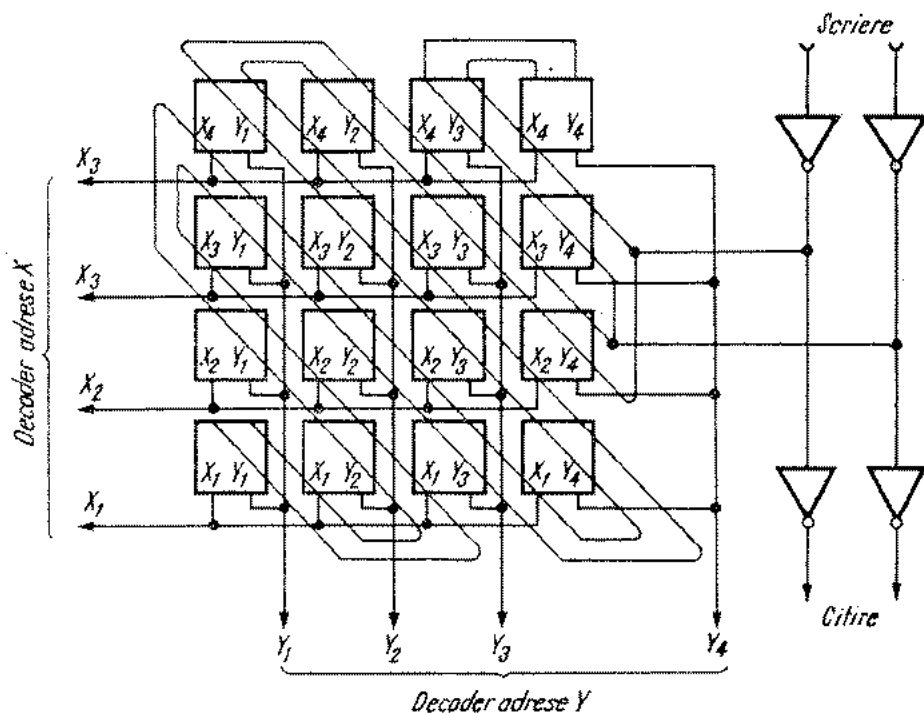 Scriere
X4 Y1 X4 Y2 X4 Y3 X4 Y4
X3
X3 Y1 X3 Y2 X3 Y3 X3 Y4
X3
X2 Y1 X2 Y2 X2 Y3 X2 Y4
X2
X1 Y1 X1 Y2 X1 Y3 X1 Y4
X1
Decoder adrese X
Citire
Y1 Y2 Y3 Y4
Decoder adrese Y